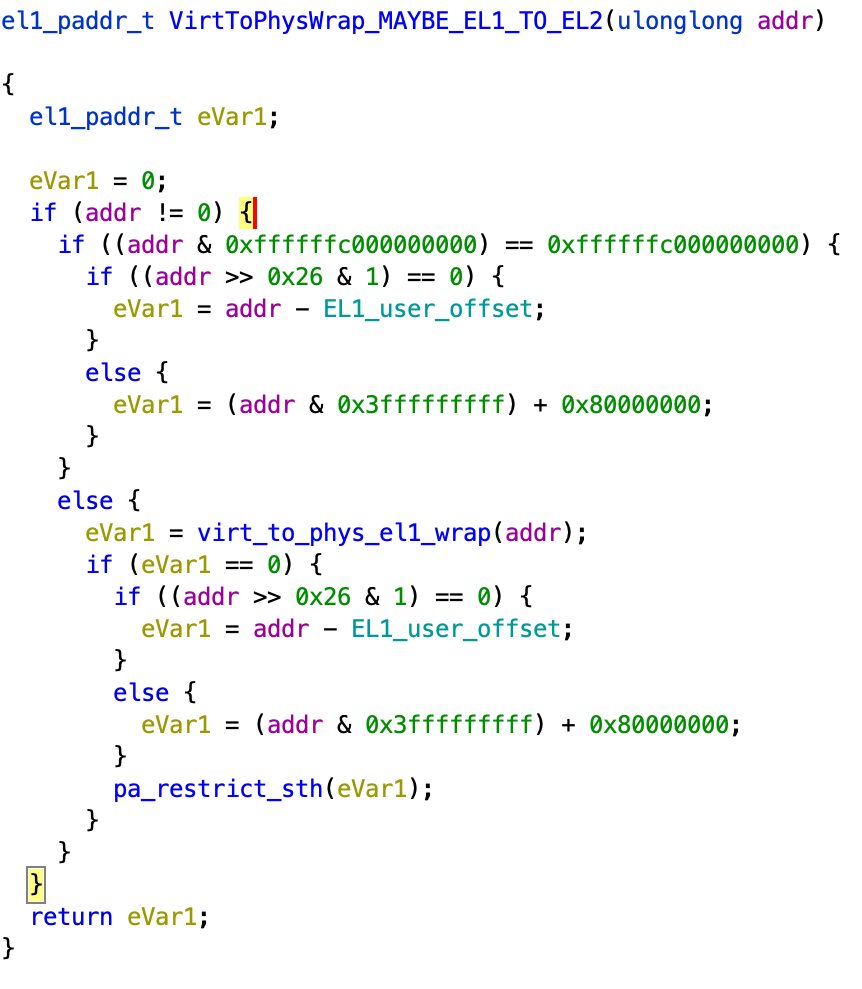 el1_paddr_t VirtToPhysWrap_MAYBE_EL1_TO_EL2(ulonglong addr)
{
  el1_paddr_t eVar1;
  eVar1 = 0;
  if (addr != 0) {
    if ((addr & 0xffffffc000000000) == 0xffffffc000000000) {
      if ((addr >> 0x26 & 1) == 0) {
        eVar1 = addr - EL1_user_offset;
      }
      else {
        eVar1 = (addr & 0x3fffffffff) + 0x80000000;
      }
    }
    else {
      eVar1 = virt_to_phys_el1_wrap(addr);
      if (eVar1 == 0) {
        if ((addr >> 0x26 & 1) == 0) {
          eVar1 = addr - EL1_user_offset;
        }
        else {
          eVar1 = (addr & 0x3fffffffff) + 0x80000000;
        }
        pa_restrict_sth(eVar1);
      }
    }
  }
  return eVar1;
}